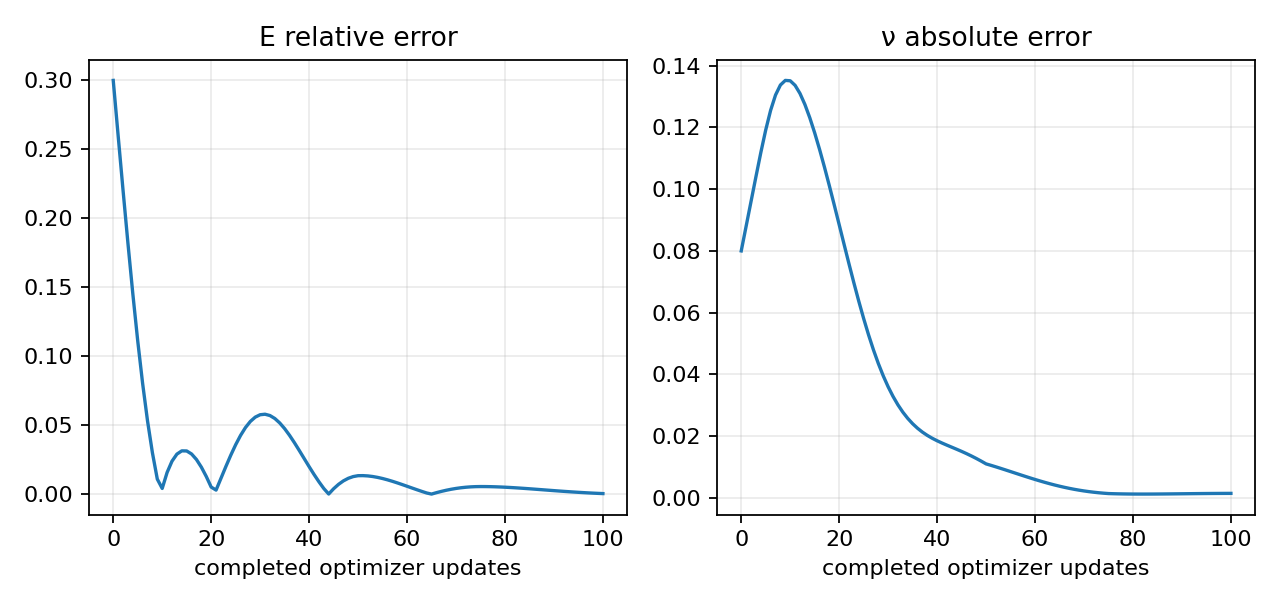 E relative error
0.30
0.25
0.20
0.15
0.10
0.05
0.00
0 20 40 60 80 100
completed optimizer updates
ν absolute error
0.14
0.12
0.10
0.08
0.06
0.04
0.02
0.00
0 20 40 60 80 100
completed optimizer updates